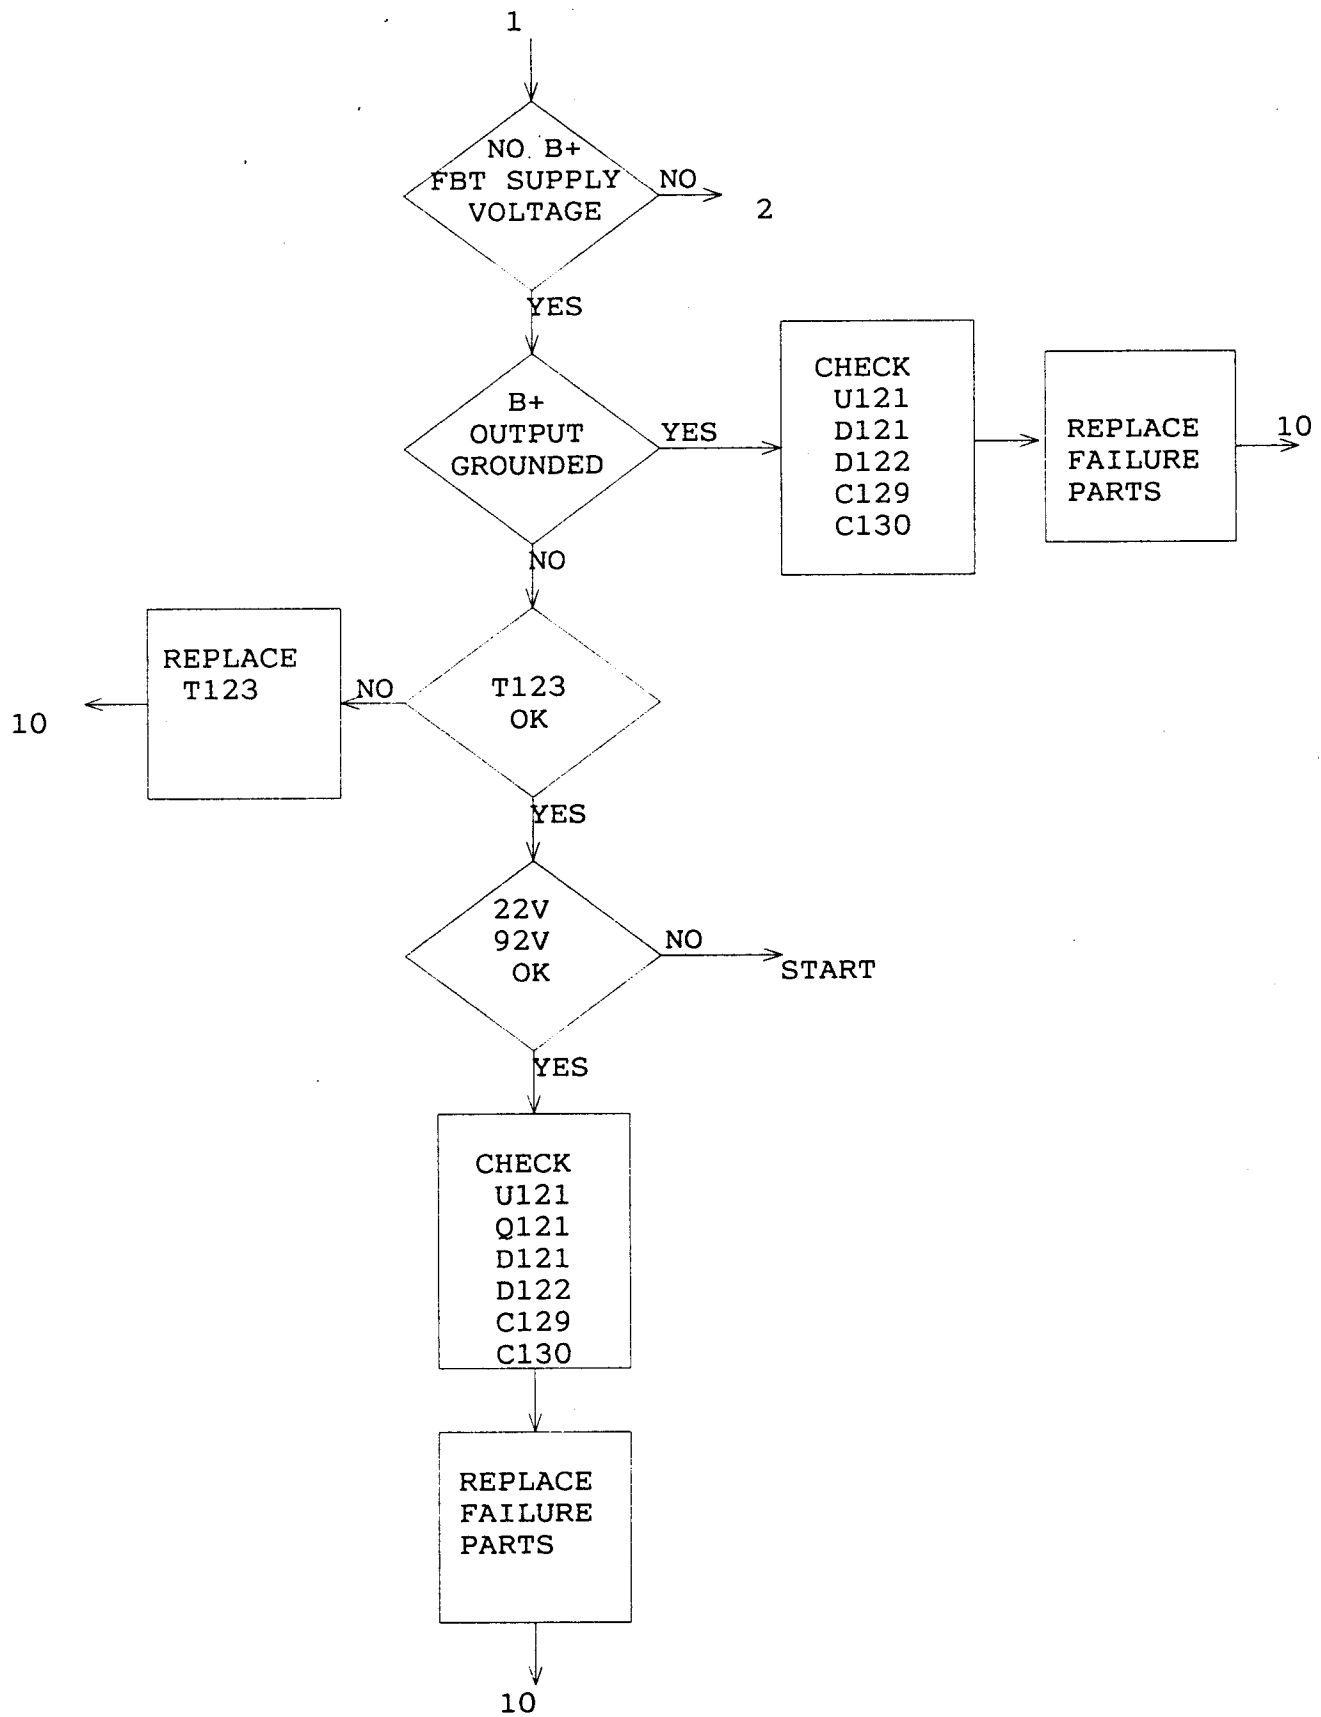 1
NO B+
FBT SUPPLY
VOLTAGE
NO
2
YES
B+
OUTPUT
GROUNDED
YES
CHECK
U121
D121
D122
C129
C130
REPLACE
FAILURE
PARTS
10
NO
T123
OK
NO
REPLACE
T123
10
YES
22V
92V
OK
NO
START
YES
CHECK
U121
Q121
D121
D122
C129
C130
REPLACE
FAILURE
PARTS
10